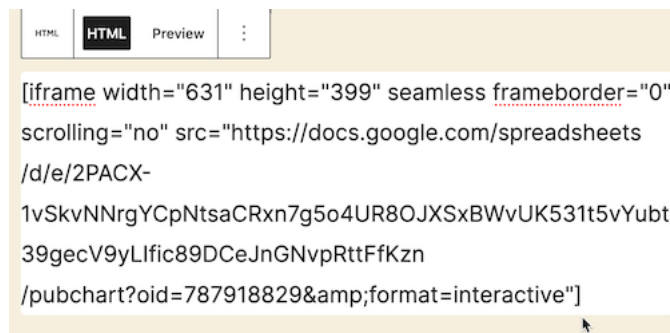 HTML HTML Preview
[iframe width="631" height="399" seamless frameborder="0"
scrolling="no" src="https://docs.google.com/spreadsheets
/d/e/2PACX-
1vSkvNNrgYCpNtsaCRxn7g5o4UR8OJXSxBWvUK531t5vYubt
39gecV9yLIfic89DCeJnGNvpRttFfKzn
/pubchart?oid=787918829&amp;format=interactive"]